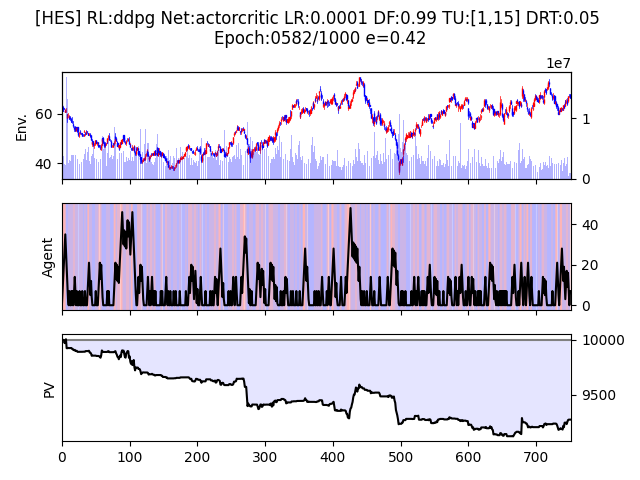 [HES] RL:ddpg Net:actorcritic LR:0.0001 DF:0.99 TU:[1,15] DRT:0.05
Epoch:0582/1000 e=0.42
1e7
Env.
60
40
1
0
Agent
40
20
0
PV
10000
9500
0 100 200 300 400 500 600 700